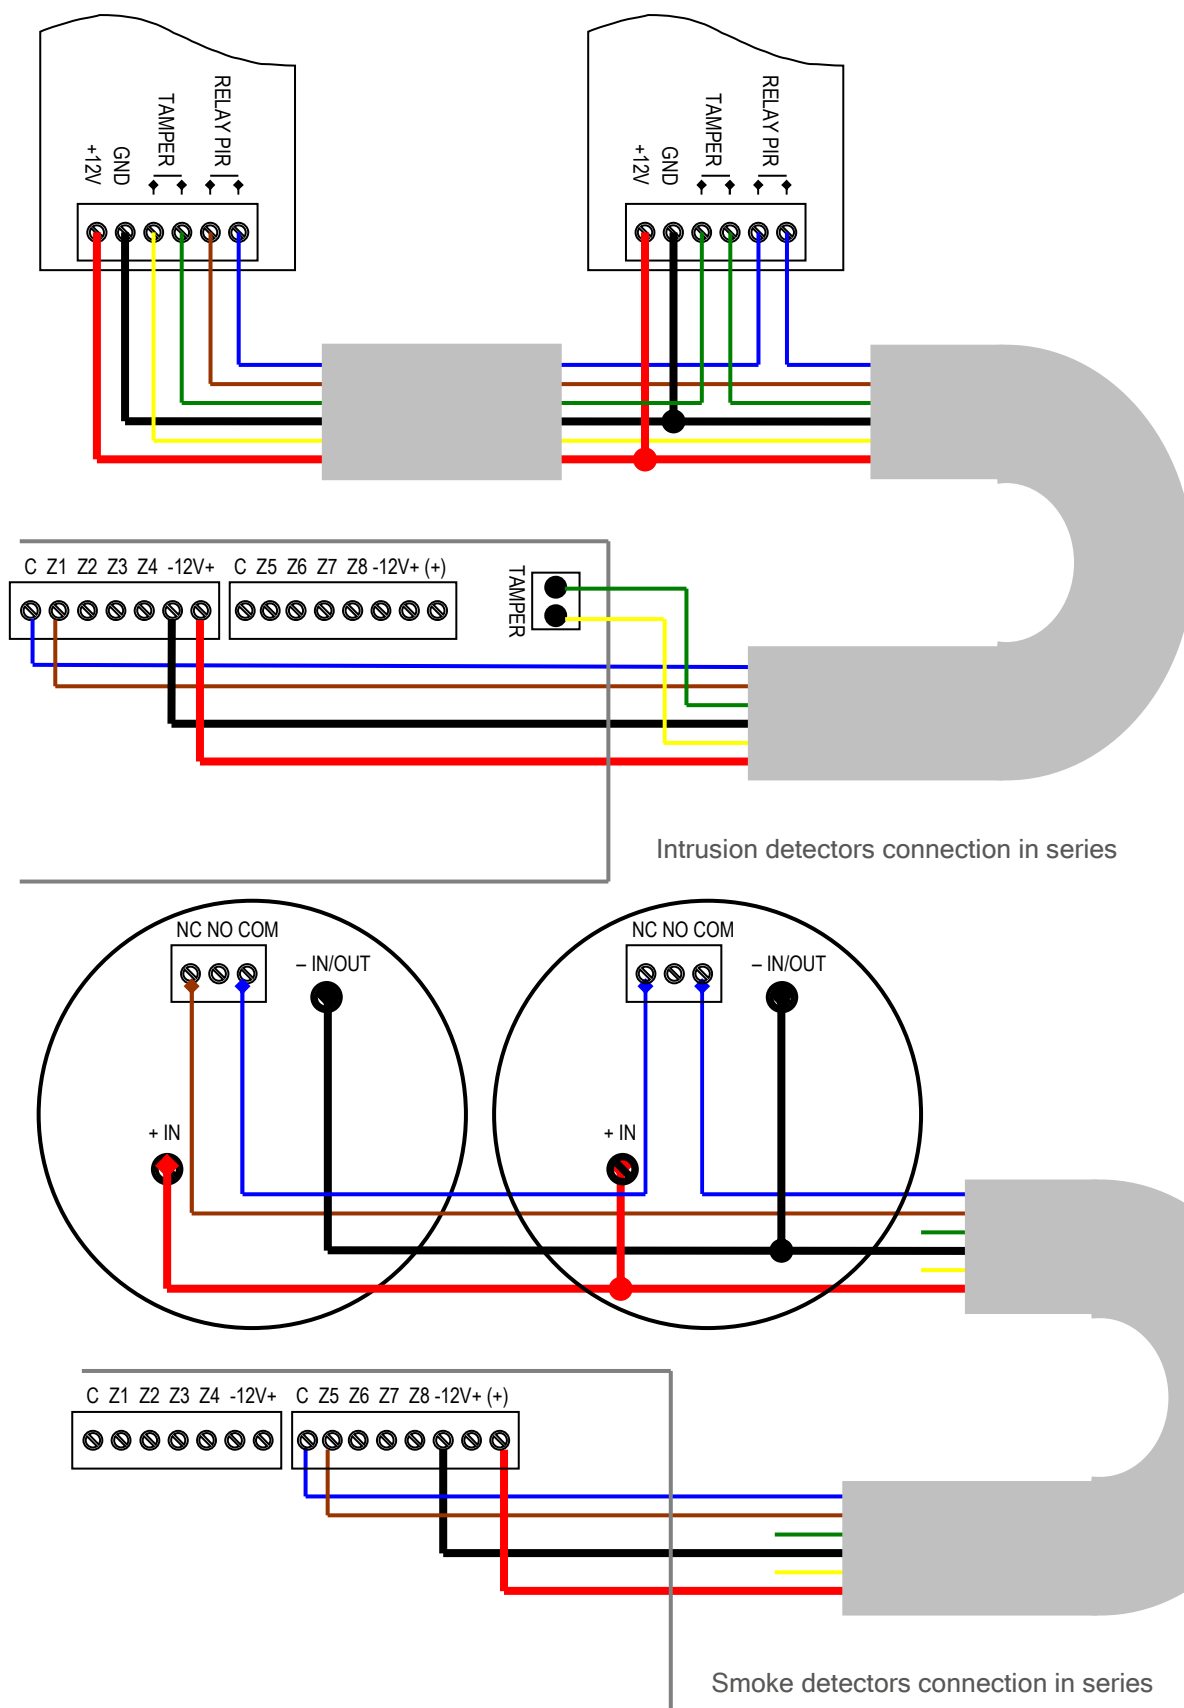 +12V GND TAMPER RELAY PIR
+12V GND TAMPER RELAY PIR
C Z1 Z2 Z3 Z4 -12V+ C Z5 Z6 Z7 Z8 -12V+ (+)
TAMPER
Intrusion detectors connection in series
NC NO COM
– IN/OUT
+ IN
NC NO COM
– IN/OUT
+ IN
C Z1 Z2 Z3 Z4 -12V+ C Z5 Z6 Z7 Z8 -12V+ (+)
Smoke detectors connection in series